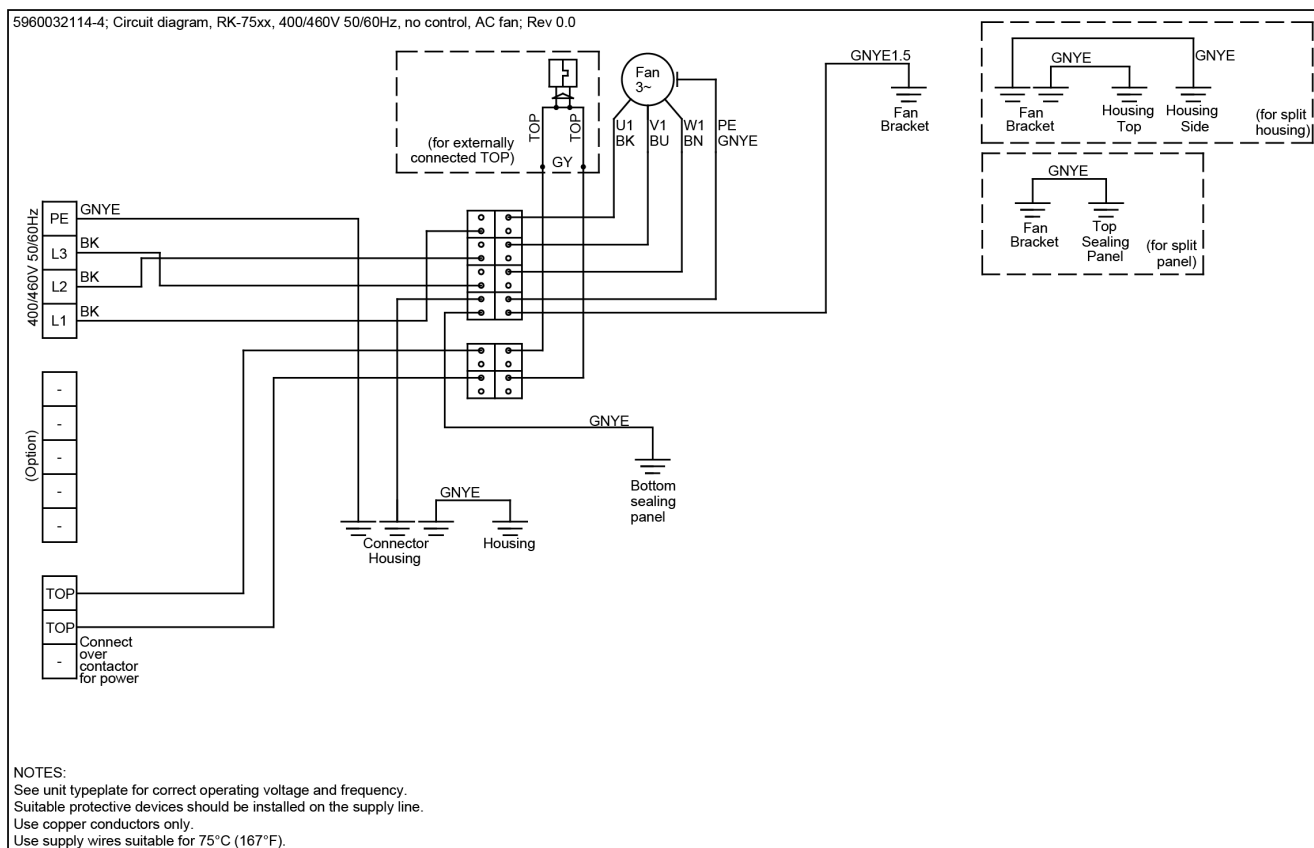 5960032114-4; Circuit diagram, RK-75xx, 400/460V 50/60Hz, no control, AC fan; Rev 0.0
(for externally
connected TOP)
TOP
TOP
GY
Fan
3~
U1
BK
V1
BU
W1
BN
PE
GNYE
GNYE1.5
Fan
Bracket
GNYE
GNYE
Fan
Bracket
Housing
Top
Housing
Side
(for split
housing)
GNYE
Fan
Bracket
Top
Sealing
Panel
(for split
panel)
400/460V 50/60Hz
PE
GNYE
L3
BK
L2
BK
L1
BK
(Option)
-
-
-
-
-
GNYE
Bottom
sealing
panel
GNYE
Connector
Housing
Housing
TOP
TOP
-
Connect
over
contactor
for power
NOTES:
See unit typeplate for correct operating voltage and frequency.
Suitable protective devices should be installed on the supply line.
Use copper conductors only.
Use supply wires suitable for 75°C (167°F).